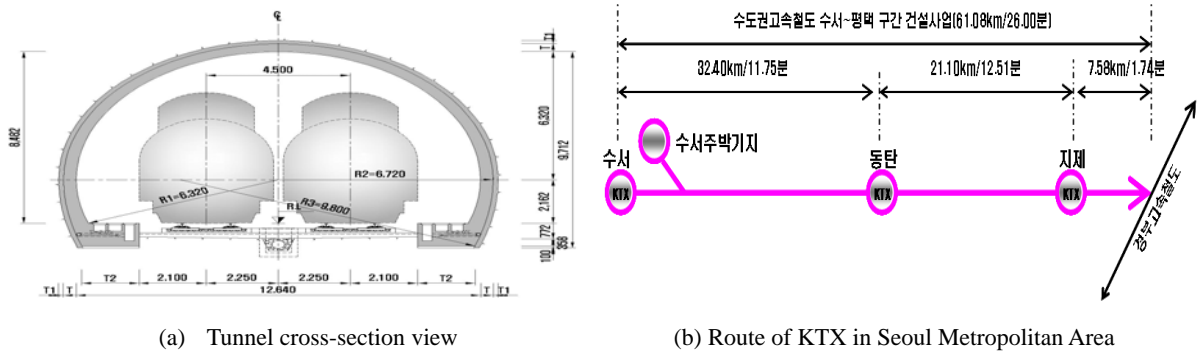 ℄
T1
T
4.500
8.482
6.320
9.712
R2=6.720
R1=6.320
R3=9.800
2.162
772
358
100
T2
2.100
2.250
2.250
2.100
T2
T1
T
12.640
T
T1
(a) Tunnel cross-section view
수도권고속철도 수서~평택 구간 건설사업(61.08km/26.00분)
32.40km/11.75분
21.10km/12.51분
7.58km/1.74분
수서주박기지
수서
동탄
지제
KTX
KTX
KTX
경부고속철도
(b) Route of KTX in Seoul Metropolitan Area